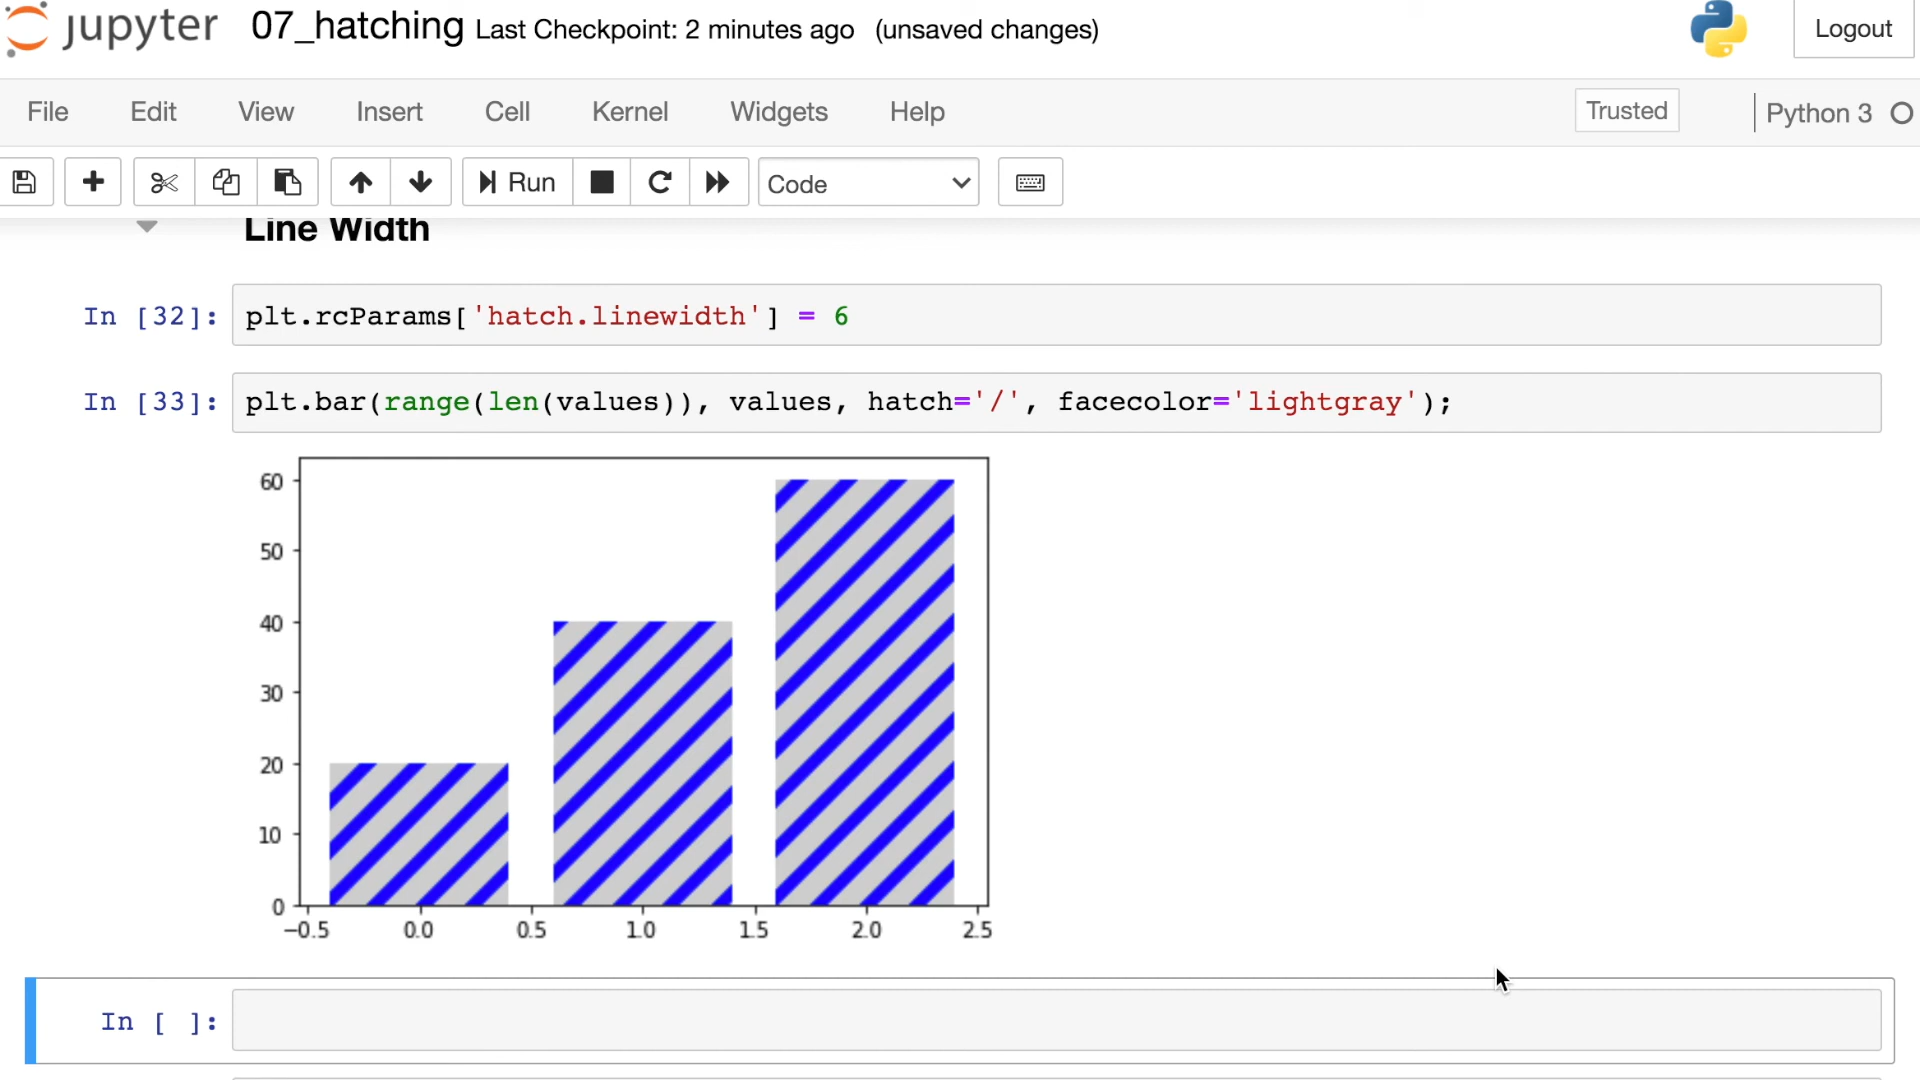 jupyter 07_hatching Last Checkpoint: 2 minutes ago (unsaved changes) Logout
File Edit View Insert Cell Kernel Widgets Help Trusted Python 3
Run Code
Line Width
In [32]: plt.rcParams['hatch.linewidth'] = 6
In [33]: plt.bar(range(len(values)), values, hatch='/', facecolor='lightgray');
60
50
40
30
20
10
0
−0.5 0.0 0.5 1.0 1.5 2.0 2.5
In [ ]: